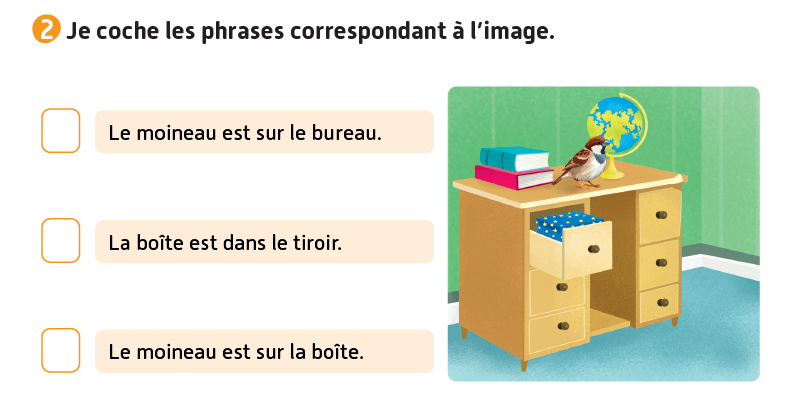 2 Je coche les phrases correspondant à l'image.
Le moineau est sur le bureau.
La boîte est dans le tiroir.
Le moineau est sur la boîte.